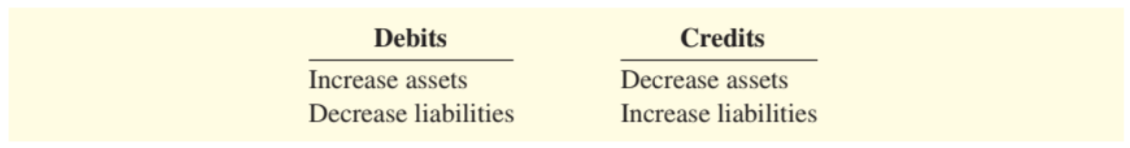 Debits Credits
Increase assets Decrease assets
Decrease liabilities Increase liabilities